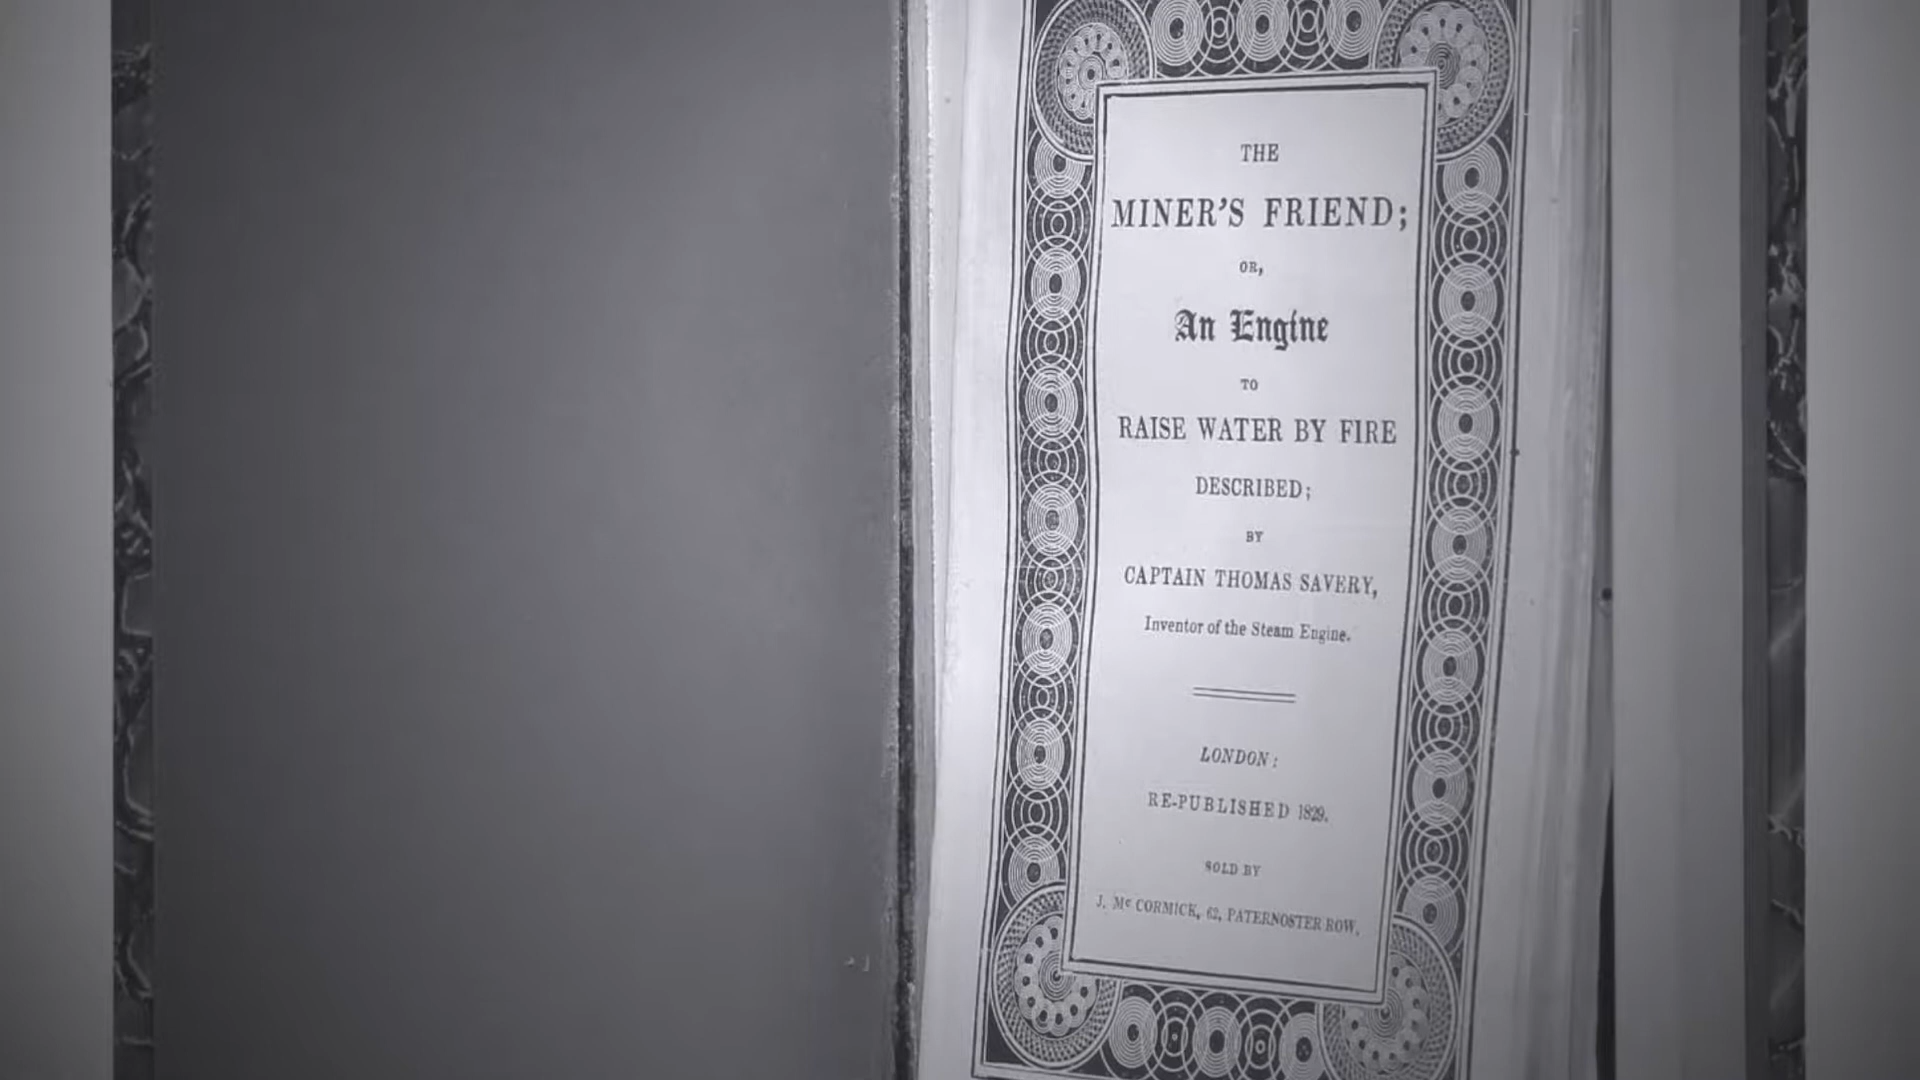 THE
MINER'S FRIEND;
OR,
An Engine
TO
RAISE WATER BY FIRE
DESCRIBED;
BY
CAPTAIN THOMAS SAVERY,
Inventor of the Steam Engine.
LONDON:
RE-PUBLISHED 1829.
SOLD BY
J. Mc CORMICK, 62, PATERNOSTER ROW.